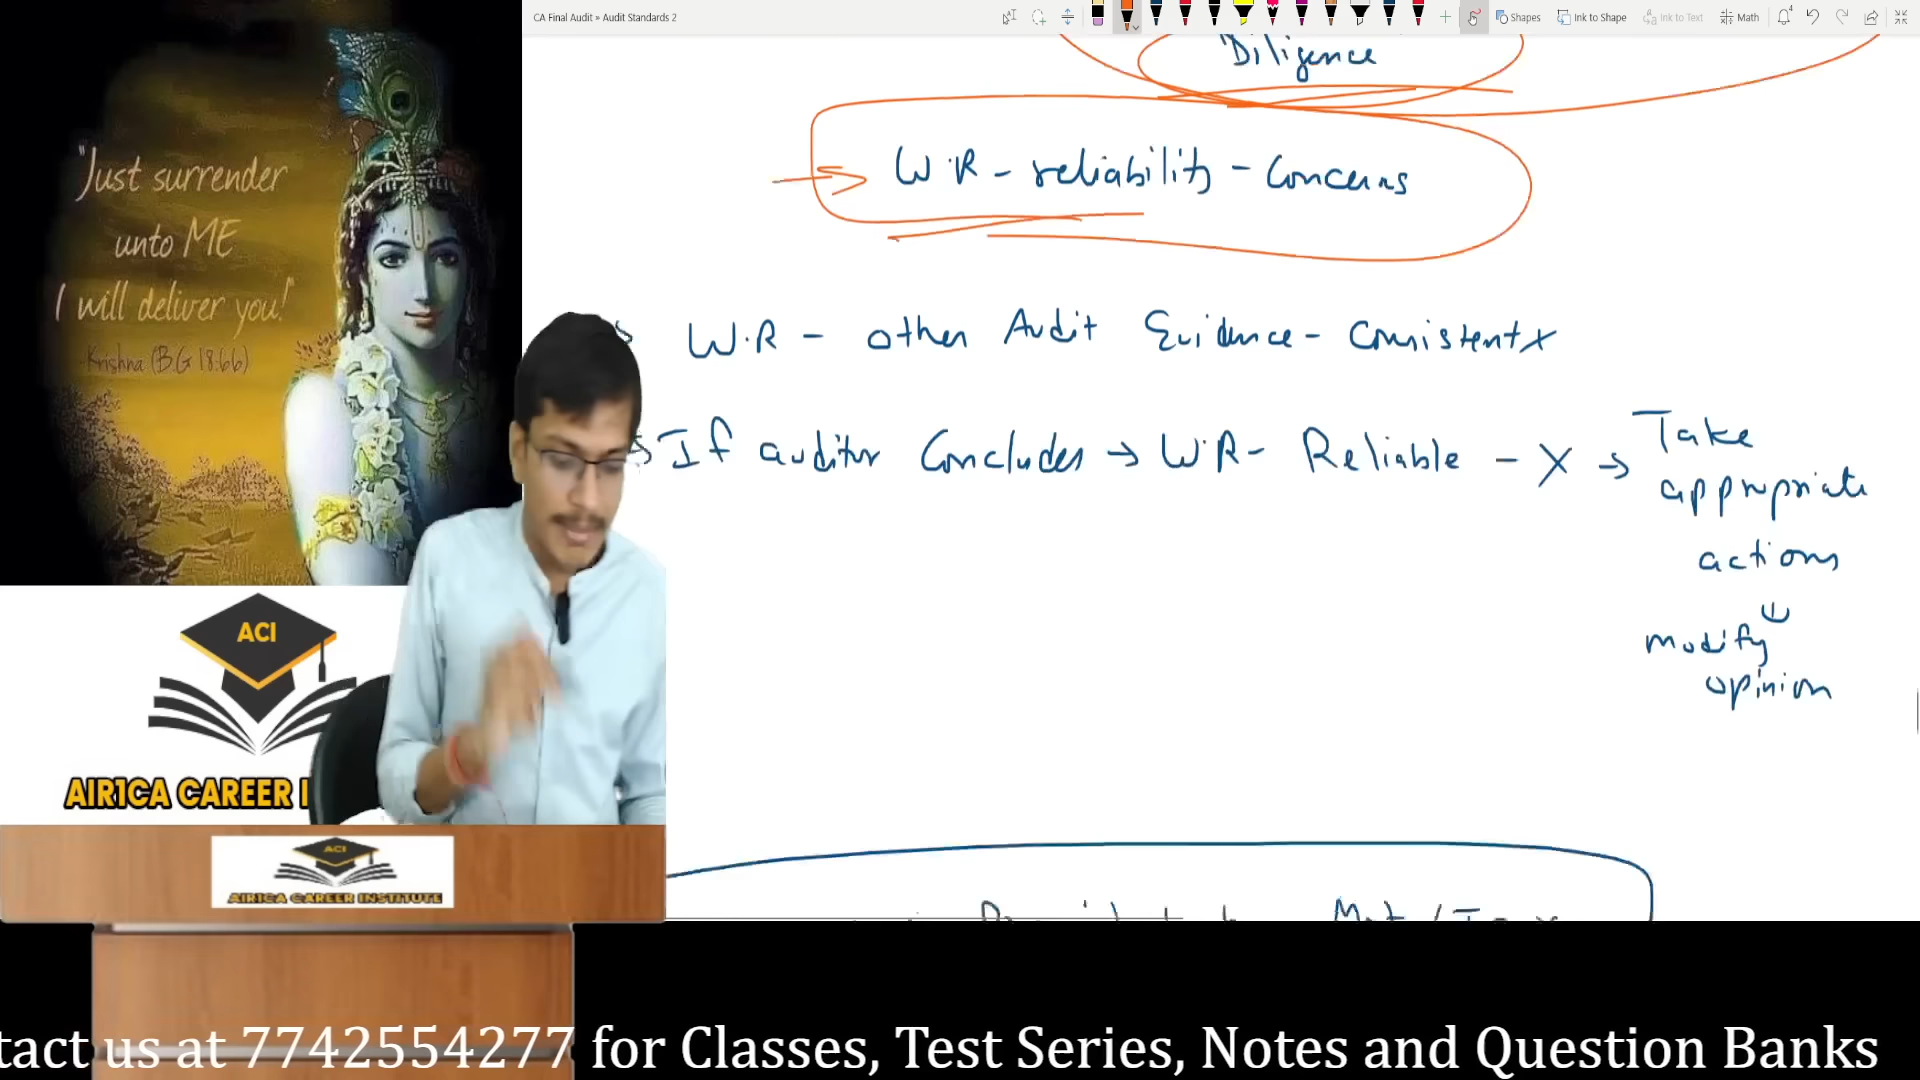 CA Final Audit » Audit Standards 2
Shapes
Ink to Shape
Ink to Text
Math
"Just surrender
unto ME
I will deliver you!"
-Krishna (B.G 18:66)
Diligence
W.R - reliability - Concerns
W.R - other Audit Evidence - Consistent x
If auditor Concludes → W.R - Reliable - X → Take
appropriate
actions
↓
modify
opinion
ACI
AIR1CA CAREER I
ACI
AIR1CA CAREER INSTITUTE
tact us at 7742554277 for Classes, Test Series, Notes and Question Banks